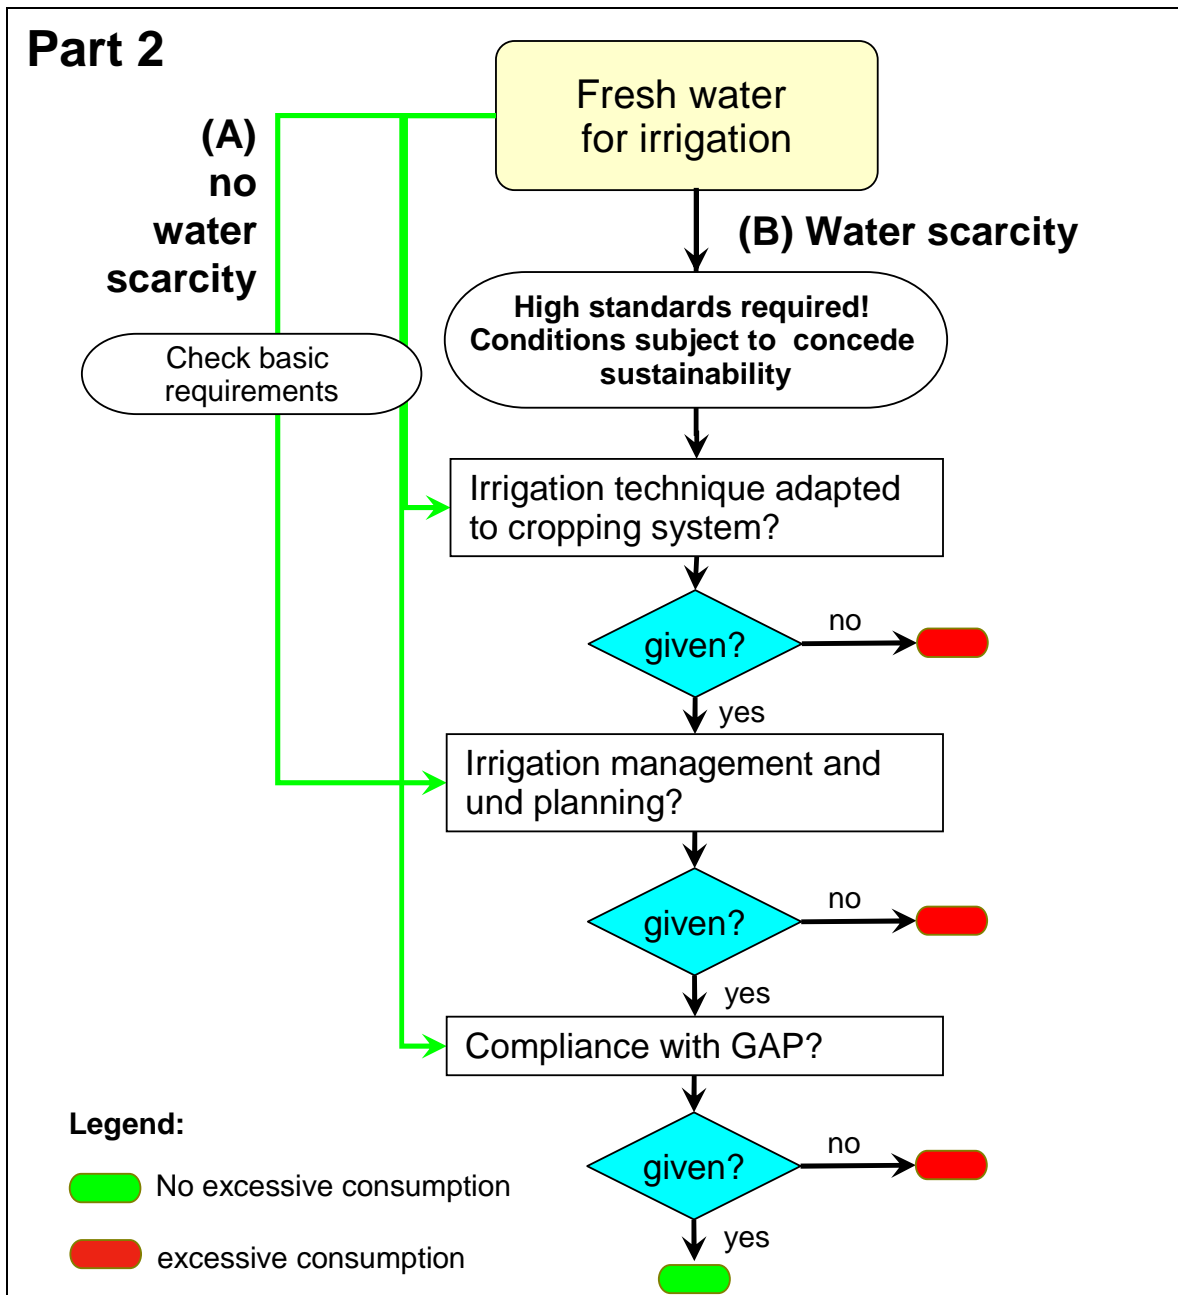 Part 2
Fresh water
for irrigation
(A)
no
water
scarcity
(B) Water scarcity
High standards required!
Conditions subject to concede
sustainability
Check basic
requirements
Irrigation technique adapted
to cropping system?
given?
no
yes
Irrigation management and
und planning?
given?
no
yes
Compliance with GAP?
given?
no
yes
Legend:
No excessive consumption
excessive consumption